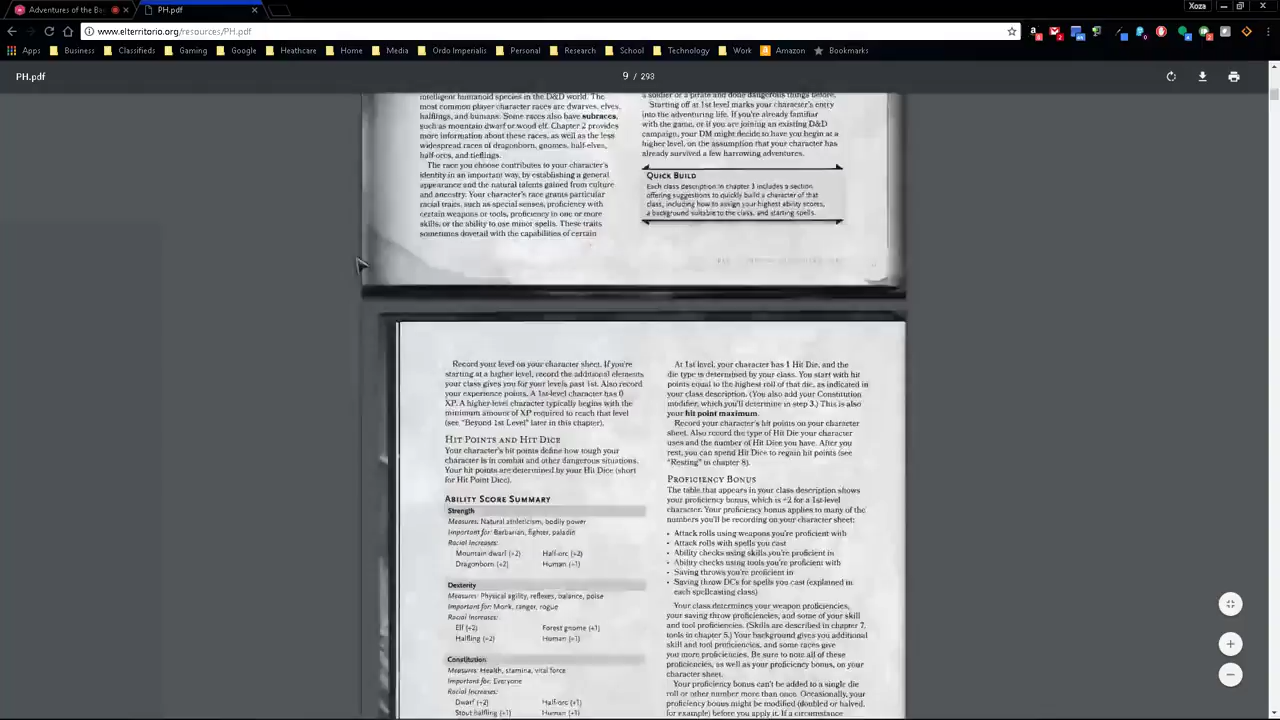 Adventures of the Ba
PH.pdf
Xoza
www.elterritorio.org/resources/PH.pdf
Apps
Business
Classifieds
Gaming
Google
Heathcare
Home
Media
Ordo Imperialis
Personal
Research
School
Technology
Work
Amazon
Bookmarks
PH.pdf
9 / 293
intelligent humanoid species in the D&D world. The
most common player character races are dwarves, elves,
halflings, and humans. Some races also have subraces,
such as mountain dwarf or wood elf. Chapter 2 provides
more information about these races, as well as the less
widespread races of dragonborn, gnomes, half-elves,
half-orcs, and tieflings.
The race you choose contributes to your character's
identity in an important way, by establishing a general
appearance and the natural talents gained from culture
and ancestry. Your character's race grants particular
racial traits, such as special senses, proficiency with
certain weapons or tools, proficiency in one or more
skills, or the ability to use minor spells. These traits
sometimes dovetail with the capabilities of certain
a soldier or a pirate and done dangerous things before.
Starting off at 1st level marks your character's entry
into the adventuring life. If you're already familiar
with the game, or if you are joining an existing D&D
campaign, your DM might decide to have you begin at a
higher level, on the assumption that your character has
already survived a few harrowing adventures.
QUICK BUILD
Each class description in chapter 3 includes a section
offering suggestions to quickly build a character of that
class, including how to assign your highest ability scores,
a background suitable to the class, and starting spells.
Record your level on your character sheet. If you're
starting at a higher level, record the additional elements
your class gives you for your levels past 1st. Also record
your experience points. A 1st-level character has 0
XP. A higher-level character typically begins with the
minimum amount of XP required to reach that level
(see "Beyond 1st Level" later in this chapter).
HIT POINTS AND HIT DICE
Your character's hit points define how tough your
character is in combat and other dangerous situations.
Your hit points are determined by your Hit Dice (short
for Hit Point Dice).
ABILITY SCORE SUMMARY
Strength
Measures: Natural athleticism, bodily power
Important for: Barbarian, fighter, paladin
Racial Increases:
Mountain dwarf (+2) Half-orc (+2)
Dragonborn (+2) Human (+1)
Dexterity
Measures: Physical agility, reflexes, balance, poise
Important for: Monk, ranger, rogue
Racial Increases:
Elf (+2) Forest gnome (+1)
Halfling (+2) Human (+1)
Constitution
Measures: Health, stamina, vital force
Important for: Everyone
Racial Increases:
Dwarf (+2) Half-orc (+1)
Stout halfling (+1) Human (+1)
At 1st level, your character has 1 Hit Die, and the
die type is determined by your class. You start with hit
points equal to the highest roll of that die, as indicated in
your class description. (You also add your Constitution
modifier, which you'll determine in step 3.) This is also
your hit point maximum.
Record your character's hit points on your character
sheet. Also record the type of Hit Die your character
uses and the number of Hit Dice you have. After you
rest, you can spend Hit Dice to regain hit points (see
"Resting" in chapter 8).
PROFICIENCY BONUS
The table that appears in your class description shows
your proficiency bonus, which is +2 for a 1st-level
character. Your proficiency bonus applies to many of the
numbers you'll be recording on your character sheet:
• Attack rolls using weapons you're proficient with
• Attack rolls with spells you cast
• Ability checks using skills you're proficient in
• Ability checks using tools you're proficient with
• Saving throws you're proficient in
• Saving throw DCs for spells you cast (explained in
each spellcasting class)
Your class determines your weapon proficiencies,
your saving throw proficiencies, and some of your skill
and tool proficiencies. (Skills are described in chapter 7,
tools in chapter 5.) Your background gives you additional
skill and tool proficiencies, and some races give
you more proficiencies. Be sure to note all of these
proficiencies, as well as your proficiency bonus, on your
character sheet.
Your proficiency bonus can't be added to a single die
roll or other number more than once. Occasionally, your
proficiency bonus might be modified (doubled or halved,
for example) before you apply it. If a circumstance